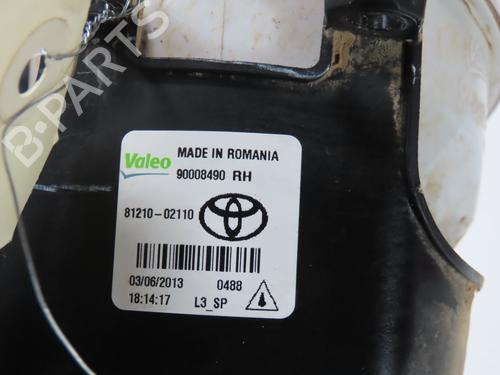 B-PARTS
Valeo MADE IN ROMANIA
90008490 RH
81210-02110
03/06/2013 0488
18:14:17 L3_SP